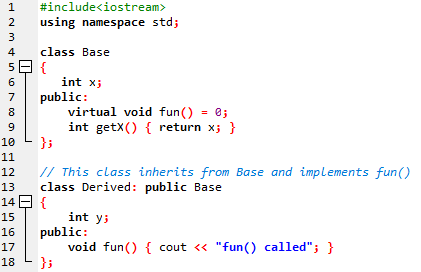 1 #include<iostream>
2 using namespace std;
3
4 class Base
5 {
6    int x;
7 public:
8     virtual void fun() = 0;
9     int getX() { return x; }
10 };
11
12 // This class inherits from Base and implements fun()
13 class Derived: public Base
14 {
15     int y;
16 public:
17     void fun() { cout << "fun() called"; }
18 };